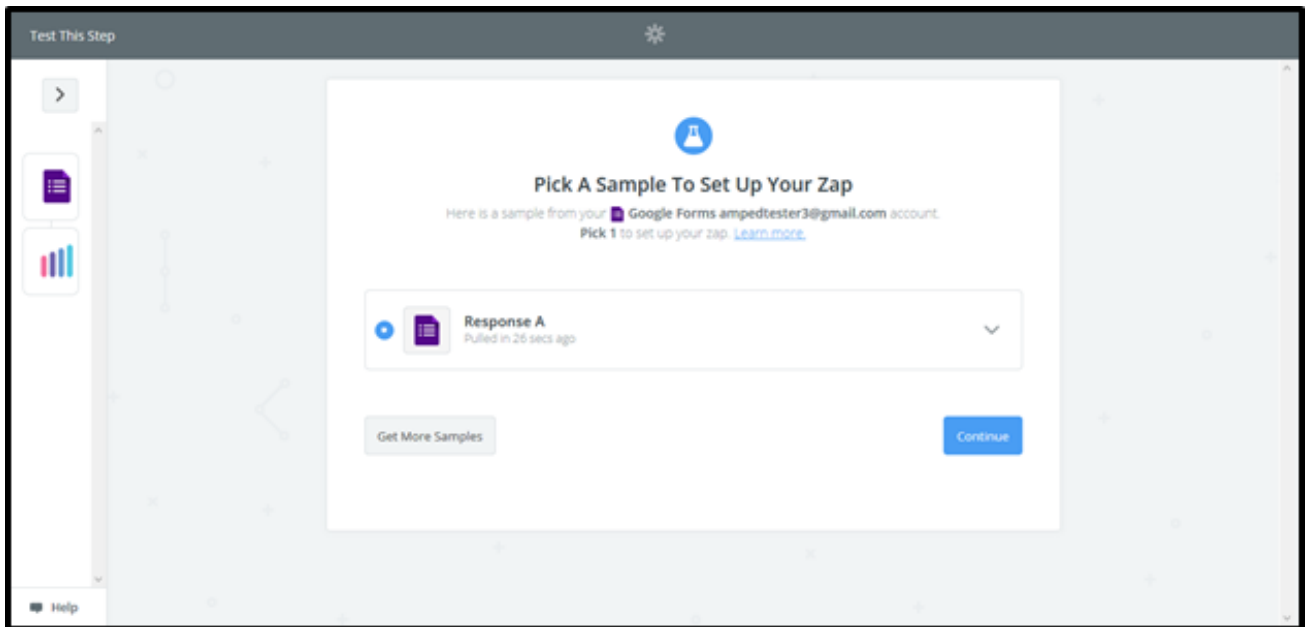 Test This Step
Pick A Sample To Set Up Your Zap
Here is a sample from your Google Forms ampedtester3@gmail.com account.
Pick 1 to set up your zap. Learn more.
Response A
Pulled in 26 secs ago
Get More Samples
Continue
Help